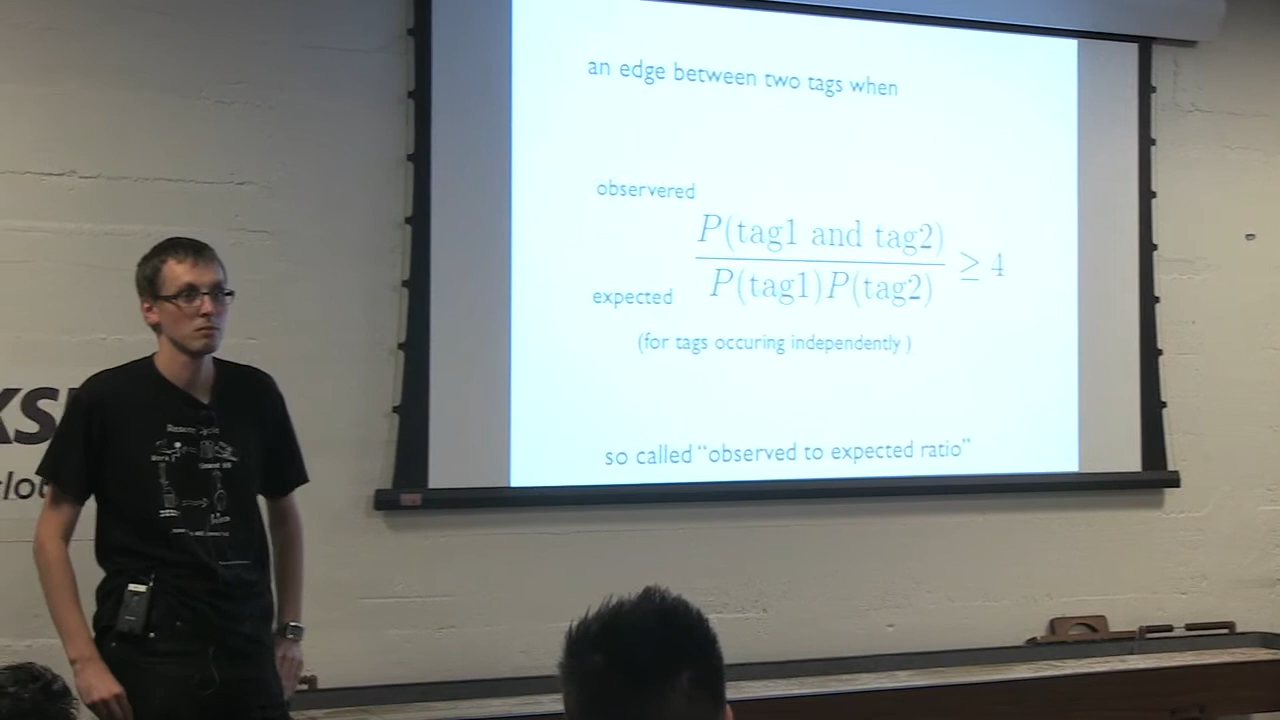 an edge between two tags when
observered
P(tag1 and tag2)
P(tag1)P(tag2)
≥ 4
expected
(for tags occuring independently )
so called “observed to expected ratio”